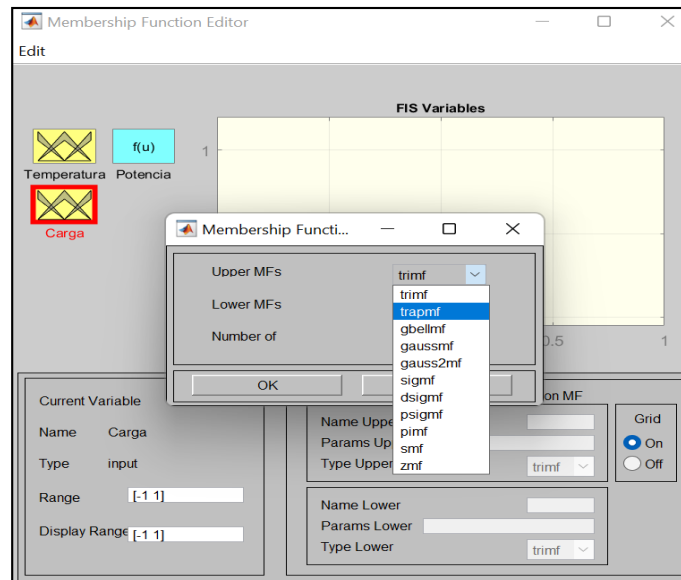 Membership Function Editor
Edit
FIS Variables
f(u)
1
Temperatura Potencia
Carga
Membership Functi...
Upper MFs
trimf
Lower MFs
Number of
trimf
trapmf
gbellmf
gaussmf
gauss2mf
sigmf
dsigmf
psigmf
pimf
smf
zmf
0.5
1
OK
Current Variable
Name Carga
Type input
Range [-1 1]
Display Range [-1 1]
on MF
Name Uppe
Params Up
Type Upper
trimf
Grid
On
Off
Name Lower
Params Lower
Type Lower
trimf